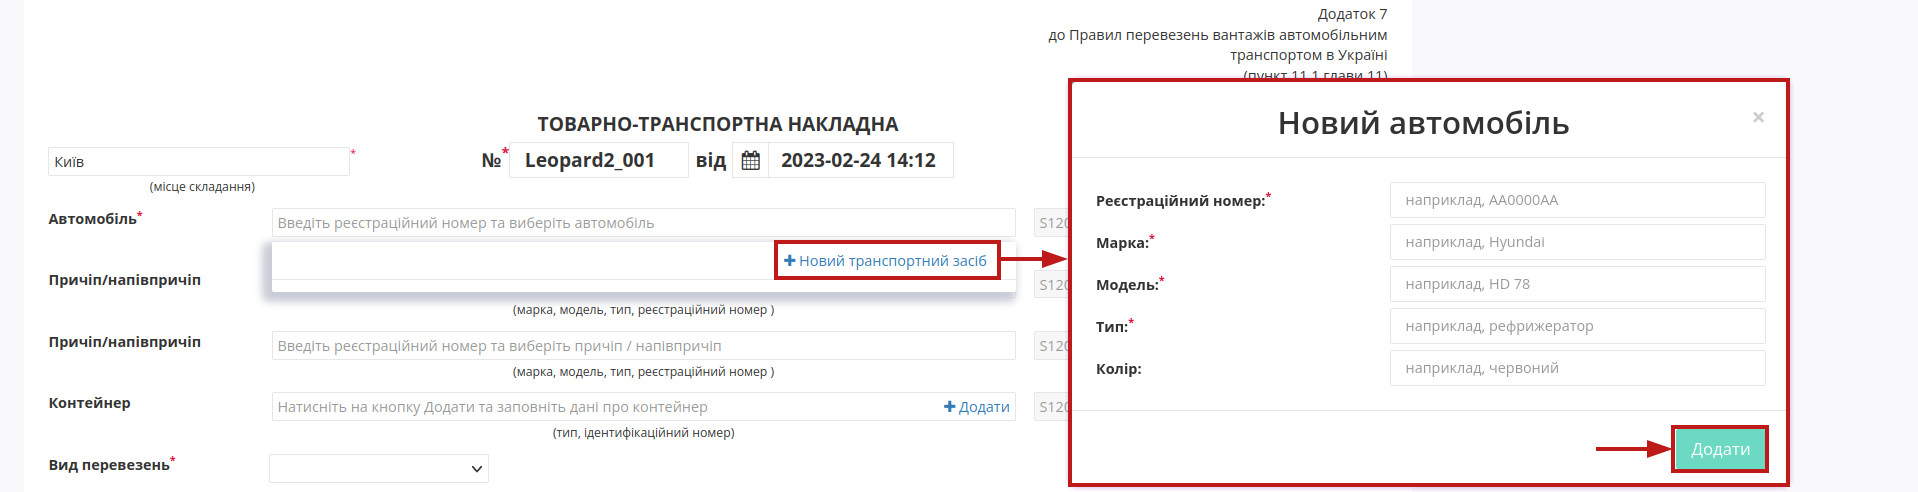 Додаток 7
до Правил перевезень вантажів автомобільним
транспортом в Україні
(пункт 11.1 глави 11)
ТОВАРНО-ТРАНСПОРТНА НАКЛАДНА
Київ *
(місце складання)
№* Leopard2_001 від 2023-02-24 14:12
Автомобіль* Введіть реєстраційний номер та виберіть автомобіль S120
+ Новий транспортний засіб
Причіп/напівпричіп S120
(марка, модель, тип, реєстраційний номер )
Причіп/напівпричіп Введіть реєстраційний номер та виберіть причіп / напівпричіп S120
(марка, модель, тип, реєстраційний номер )
Контейнер Натисніть на кнопку Додати та заповніть дані про контейнер + Додати S120
(тип, ідентифікаційний номер)
Вид перевезень*
Новий автомобіль ×
Реєстраційний номер:* наприклад, AA0000AA
Марка:* наприклад, Hyundai
Модель:* наприклад, HD 78
Тип:* наприклад, рефрижератор
Колір: наприклад, червоний
Додати